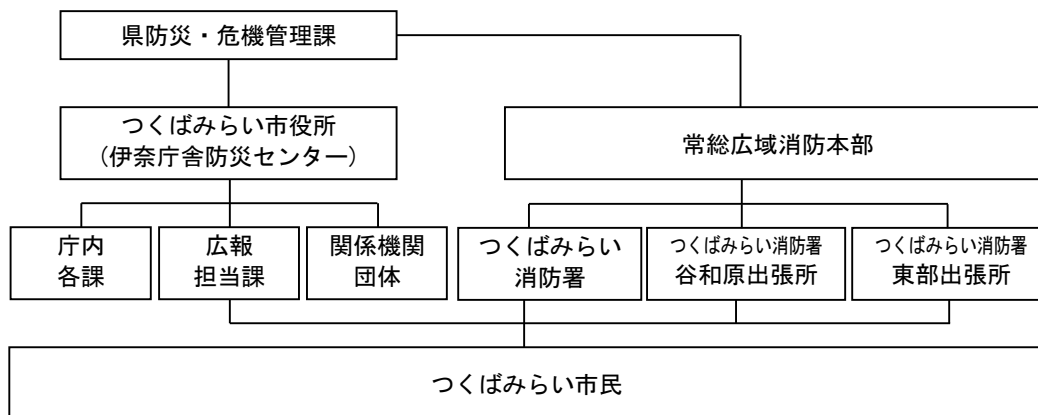 県防災・危機管理課
つくばみらい市役所
（伊奈庁舎防災センター）
常総広域消防本部
庁内
各課
広報
担当課
関係機関
団体
つくばみらい
消防署
つくばみらい消防署
谷和原出張所
つくばみらい消防署
東部出張所
つくばみらい市民